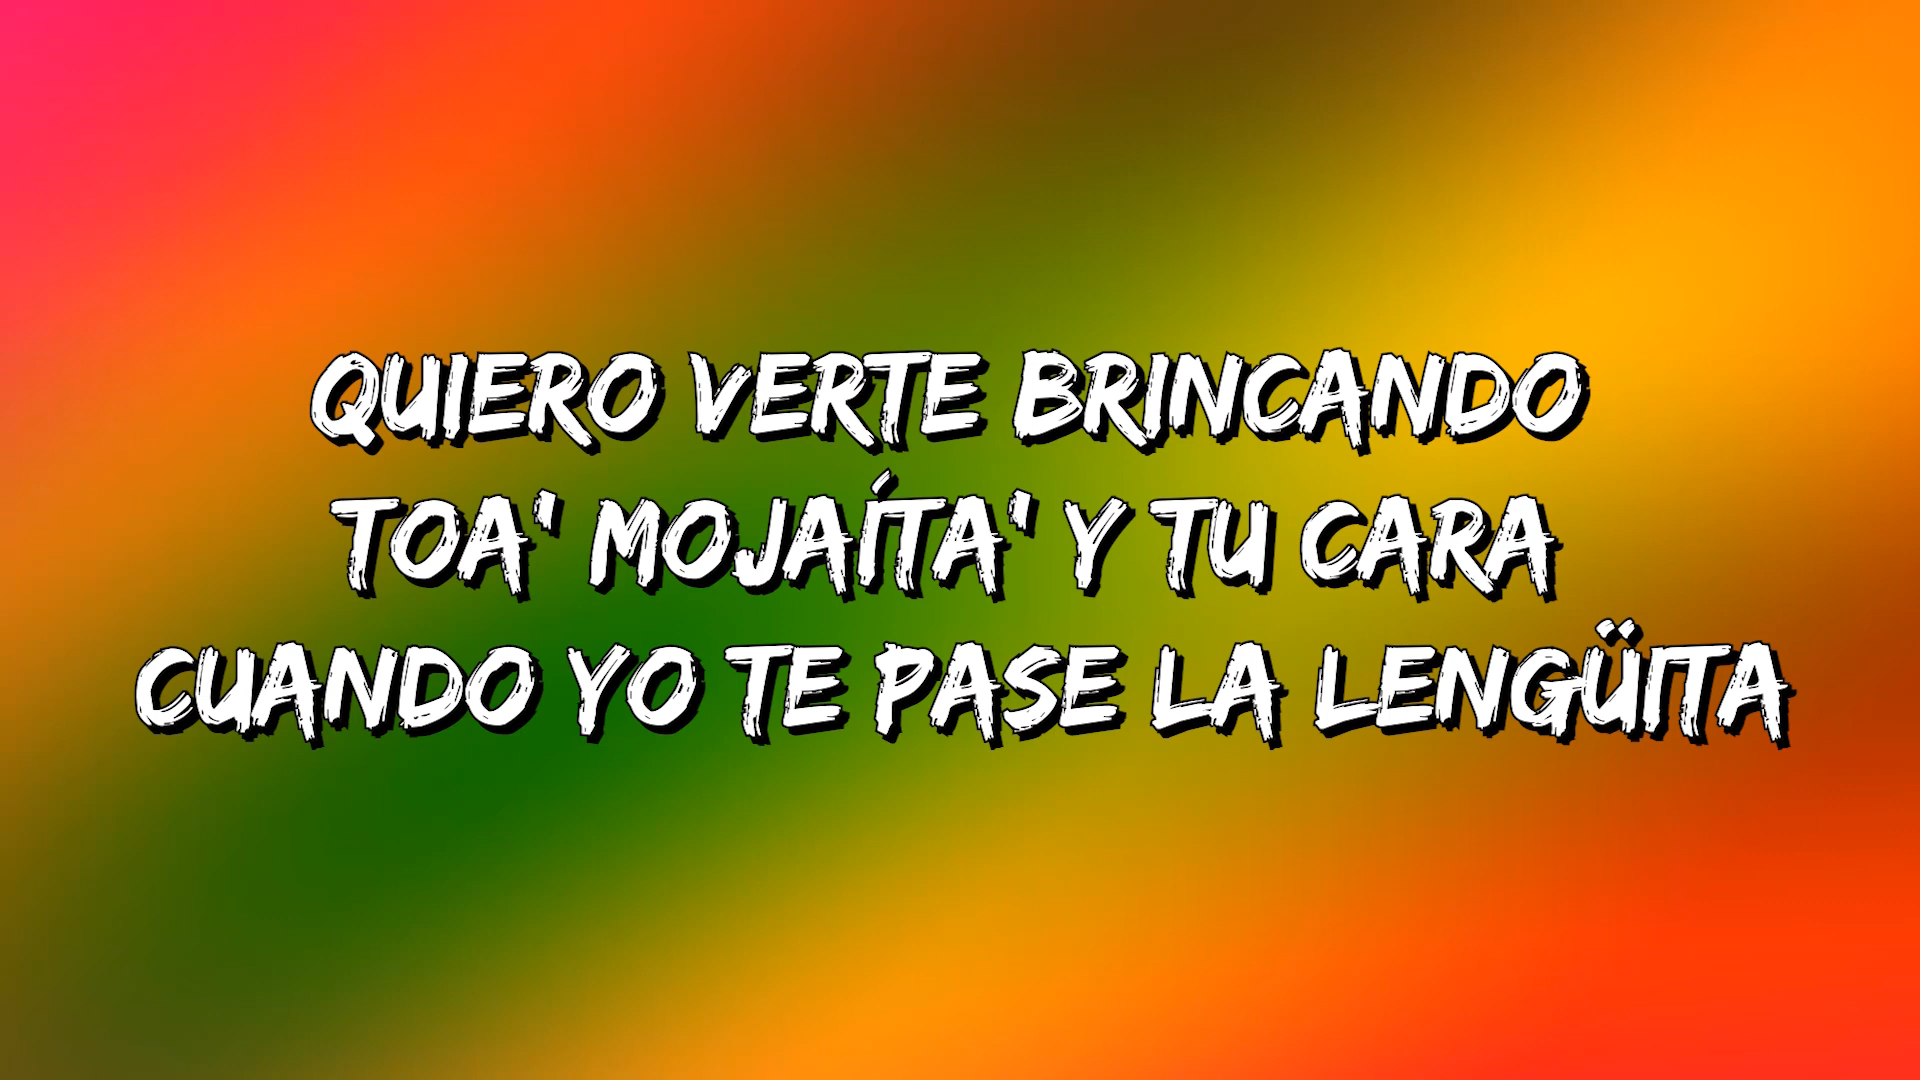 QUIERO VERTE BRINCANDO
TOA' MOJAÍTA' Y TU CARA
CUANDO YO TE PASE LA LENGÜITA